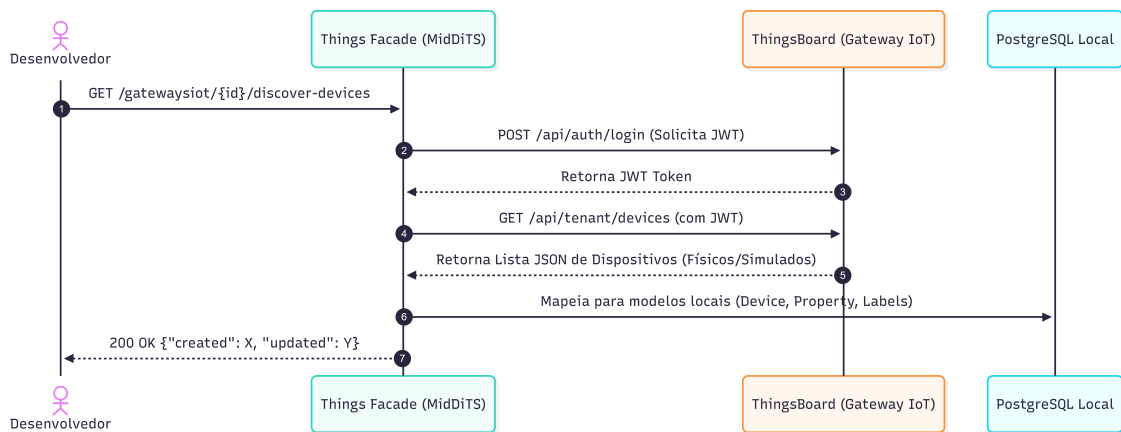 Desenvolvedor
Things Facade (MidDiTS)
ThingsBoard (Gateway IoT)
PostgreSQL Local
1
GET /gatewaysiot/{id}/discover-devices
2
POST /api/auth/login (Solicita JWT)
Retorna JWT Token
3
4
GET /api/tenant/devices (com JWT)
Retorna Lista JSON de Dispositivos (Físicos/Simulados)
5
6
Mapeia para modelos locais (Device, Property, Labels)
200 OK {"created": X, "updated": Y}
7
Desenvolvedor
Things Facade (MidDiTS)
ThingsBoard (Gateway IoT)
PostgreSQL Local